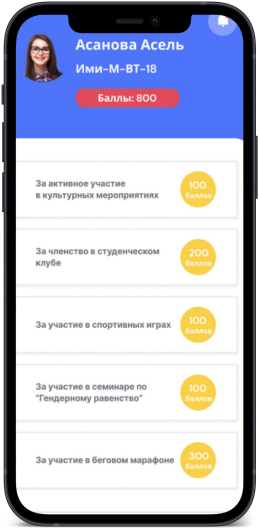 Асанова Асель
Ими-М-ВТ-18
Баллы: 800
За активное участие
в культурных мероприятиях
100
баллов
За членство в студенческом
клубе
200
баллов
За участие в спортивных играх
100
баллов
За участие в семинаре по
"Гендерному равенство"
100
баллов
За участие в беговом марафоне
300
баллов